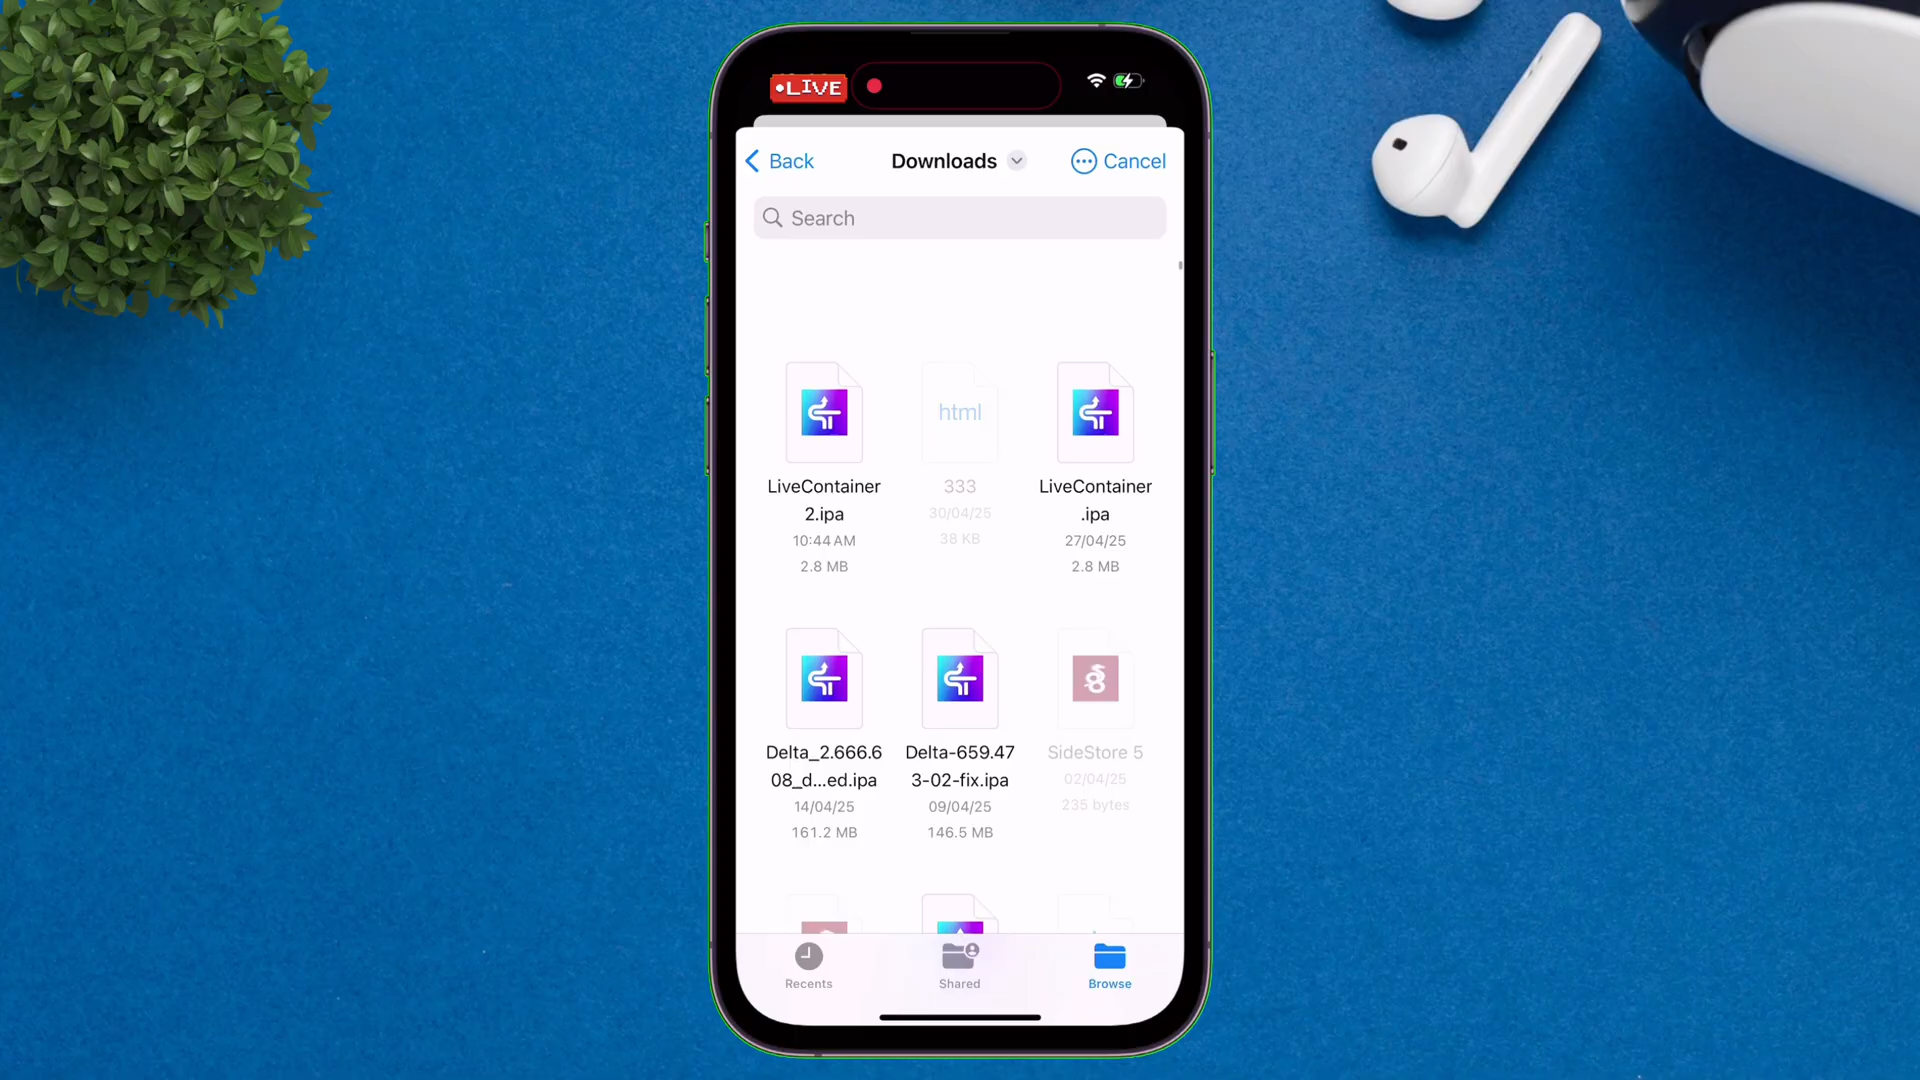 •LIVE
Back
Downloads
Cancel
Search
html
LiveContainer
2.ipa
10:44 AM
2.8 MB
333
30/04/25
38 KB
LiveContainer
.ipa
27/04/25
2.8 MB
Delta_2.666.6
08_d...ed.ipa
14/04/25
161.2 MB
Delta-659.47
3-02-fix.ipa
09/04/25
146.5 MB
SideStore 5
02/04/25
235 bytes
Recents
Shared
Browse